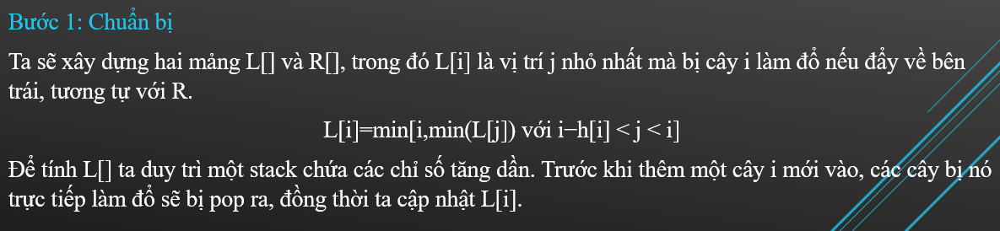 Bước 1: Chuẩn bị
Ta sẽ xây dựng hai mảng L[] và R[], trong đó L[i] là vị trí j nhỏ nhất mà bị cây i làm đổ nếu đẩy về bên
trái, tương tự với R.
L[i]=min[i,min(L[j]) với i−h[i] < j < i]
Để tính L[] ta duy trì một stack chứa các chỉ số tăng dần. Trước khi thêm một cây i mới vào, các cây bị nó
trực tiếp làm đổ sẽ bị pop ra, đồng thời ta cập nhật L[i].